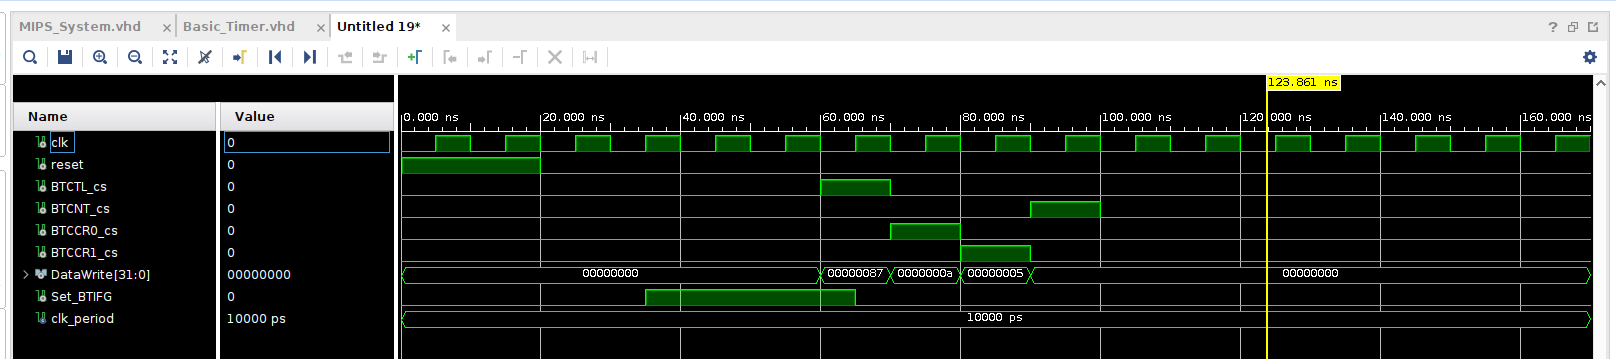 MIPS_System.vhd × Basic_Timer.vhd × Untitled 19* ×
?
123.861 ns
Name Value
0.000 ns 20.000 ns 40.000 ns 60.000 ns 80.000 ns 100.000 ns 120.000 ns 140.000 ns 160.000 ns
clk 0
reset 0
BTCTL_cs 0
BTCNT_cs 0
BTCCR0_cs 0
BTCCR1_cs 0
DataWrite[31:0] 00000000 00000000 00000087 0000000a 00000005 00000000
Set_BTIFG 0
clk_period 10000 ps 10000 ps